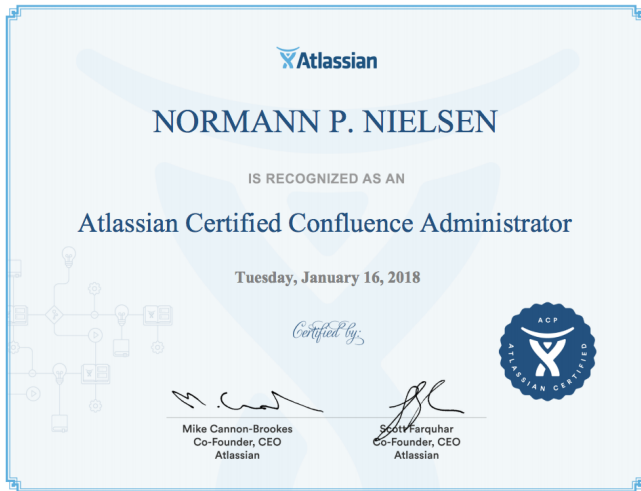 Atlassian
NORMANN P. NIELSEN
IS RECOGNIZED AS AN
Atlassian Certified Confluence Administrator
Tuesday, January 16, 2018
Certified by:
ACP
ATLASSIAN CERTIFIED
Mike Cannon-Brookes
Co-Founder, CEO
Atlassian
Scott Farquhar
Co-Founder, CEO
Atlassian